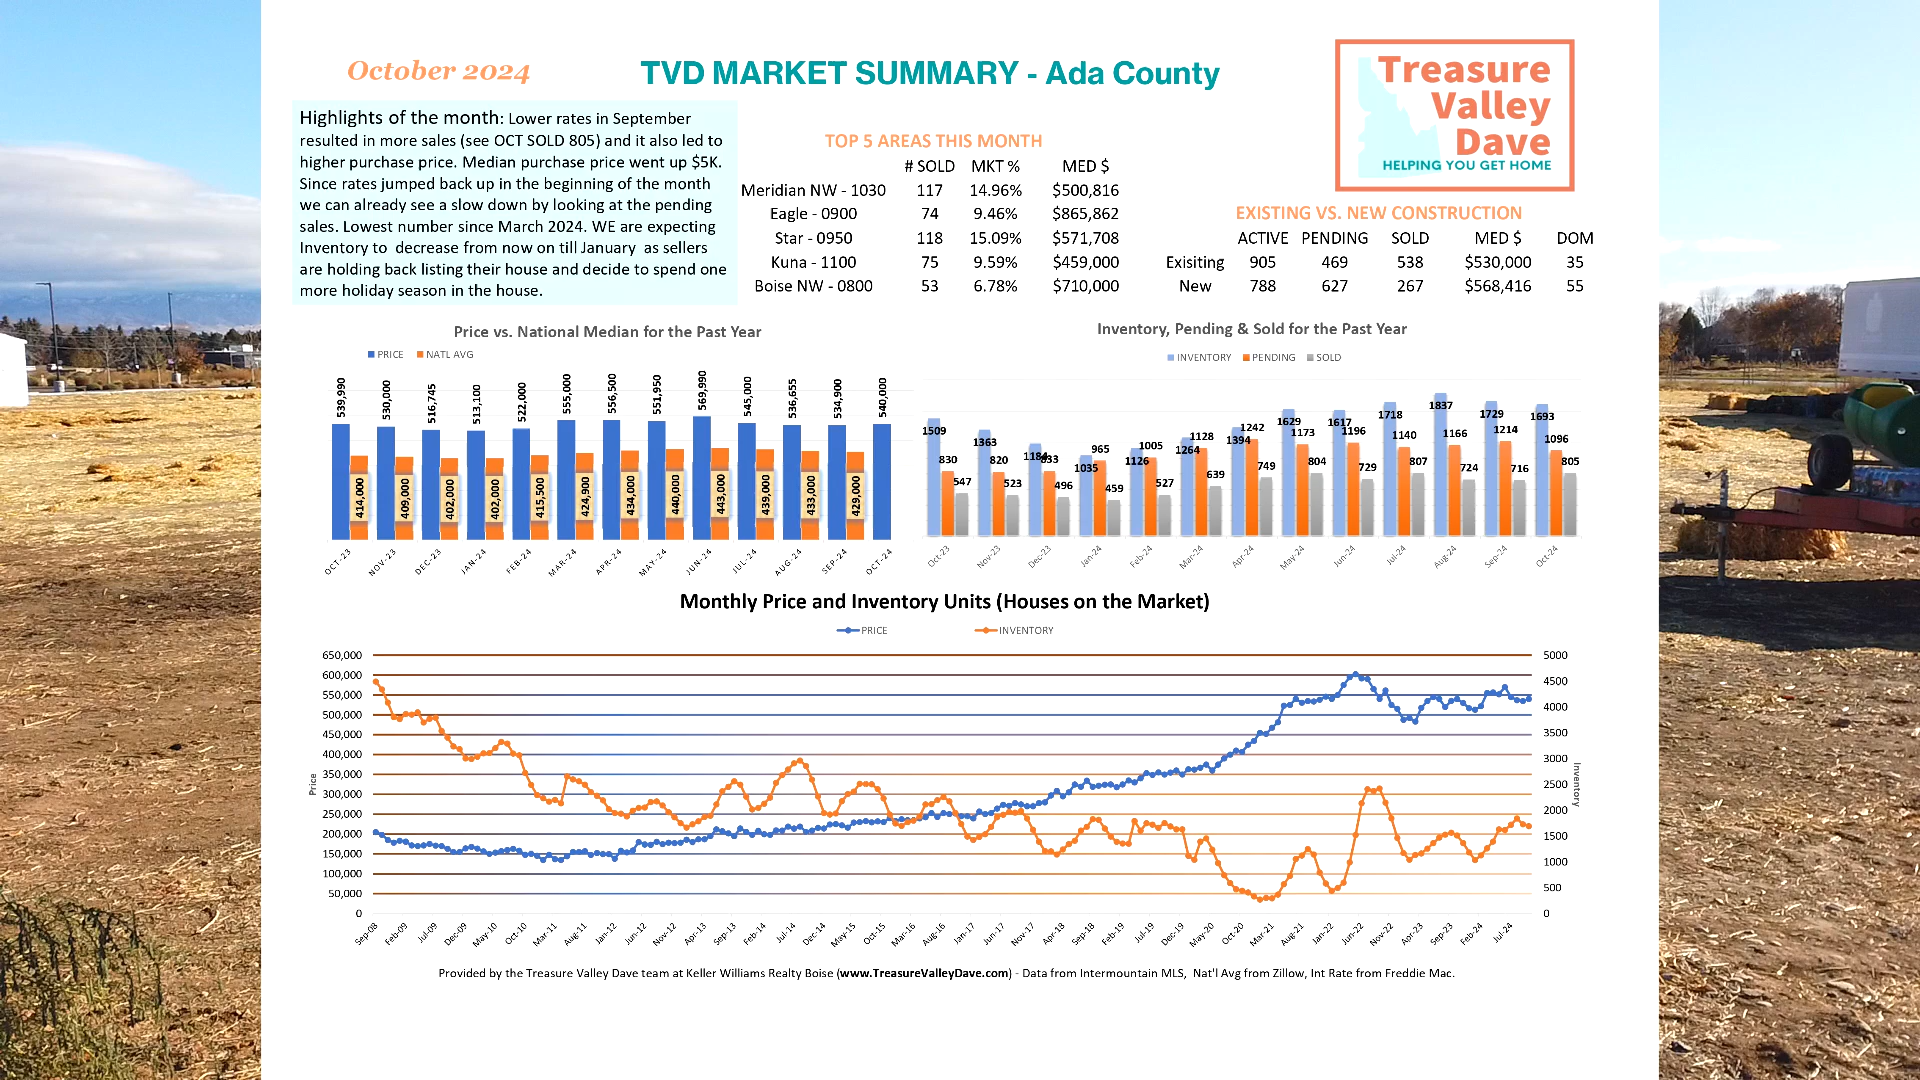 October 2024
TVD MARKET SUMMARY - Ada County
Treasure
Valley
Dave
HELPING YOU GET HOME
Highlights of the month: Lower rates in September
resulted in more sales (see OCT SOLD 805) and it also led to
higher purchase price. Median purchase price went up $5K.
Since rates jumped back up in the beginning of the month
we can already see a slow down by looking at the pending
sales. Lowest number since March 2024. WE are expecting
Inventory to decrease from now on till January as sellers
are holding back listing their house and decide to spend one
more holiday season in the house.
TOP 5 AREAS THIS MONTH
# SOLD MKT % MED $
Meridian NW - 1030 117 14.96% $500,816
Eagle - 0900 74 9.46% $865,862
Star - 0950 118 15.09% $571,708
Kuna - 1100 75 9.59% $459,000
Boise NW - 0800 53 6.78% $710,000
EXISTING VS. NEW CONSTRUCTION
ACTIVE PENDING SOLD MED $ DOM
Exisiting 905 469 538 $530,000 35
New 788 627 267 $568,416 55
Price vs. National Median for the Past Year
PRICE NATL AVG
539,990 530,000 516,745 513,100 522,000 555,000 556,500 551,950 569,990 545,000 536,655 534,900 540,000
414,000 409,000 402,000 402,000 415,500 424,900 434,000 440,000 443,000 439,000 433,000 429,000
OCT-23 NOV-23 DEC-23 JAN-24 FEB-24 MAR-24 APR-24 MAY-24 JUN-24 JUL-24 AUG-24 SEP-24 OCT-24
Inventory, Pending & Sold for the Past Year
INVENTORY PENDING SOLD
1509 1363 1184 1035 1126 1264 1394 1629 1617 1718 1837 1729 1693
830 820 833 965 1005 1128 1242 1173 1196 1140 1166 1214 1096
547 523 496 459 527 639 749 804 729 807 724 716 805
Oct-23 Nov-23 Dec-23 Jan-24 Feb-24 Mar-24 Apr-24 May-24 Jun-24 Jul-24 Aug-24 Sep-24 Oct-24
Monthly Price and Inventory Units (Houses on the Market)
PRICE INVENTORY
650,000
600,000
550,000
500,000
450,000
400,000
350,000
300,000
250,000
200,000
150,000
100,000
50,000
0
Price
5000
4500
4000
3500
3000
2500
2000
1500
1000
500
0
Inventory
Sep-08 Feb-09 Jul-09 Dec-09 May-10 Oct-10 Mar-11 Aug-11 Jan-12 Jun-12 Nov-12 Apr-13 Sep-13 Feb-14 Jul-14 Dec-14 May-15 Oct-15 Mar-16 Aug-16 Jan-17 Jun-17 Nov-17 Apr-18 Sep-18 Feb-19 Jul-19 Dec-19 May-20 Oct-20 Mar-21 Aug-21 Jan-22 Jun-22 Nov-22 Apr-23 Sep-23 Feb-24 Jul-24
Provided by the Treasure Valley Dave team at Keller Williams Realty Boise (www.TreasureValleyDave.com) - Data from Intermountain MLS, Nat'l Avg from Zillow, Int Rate from Freddie Mac.